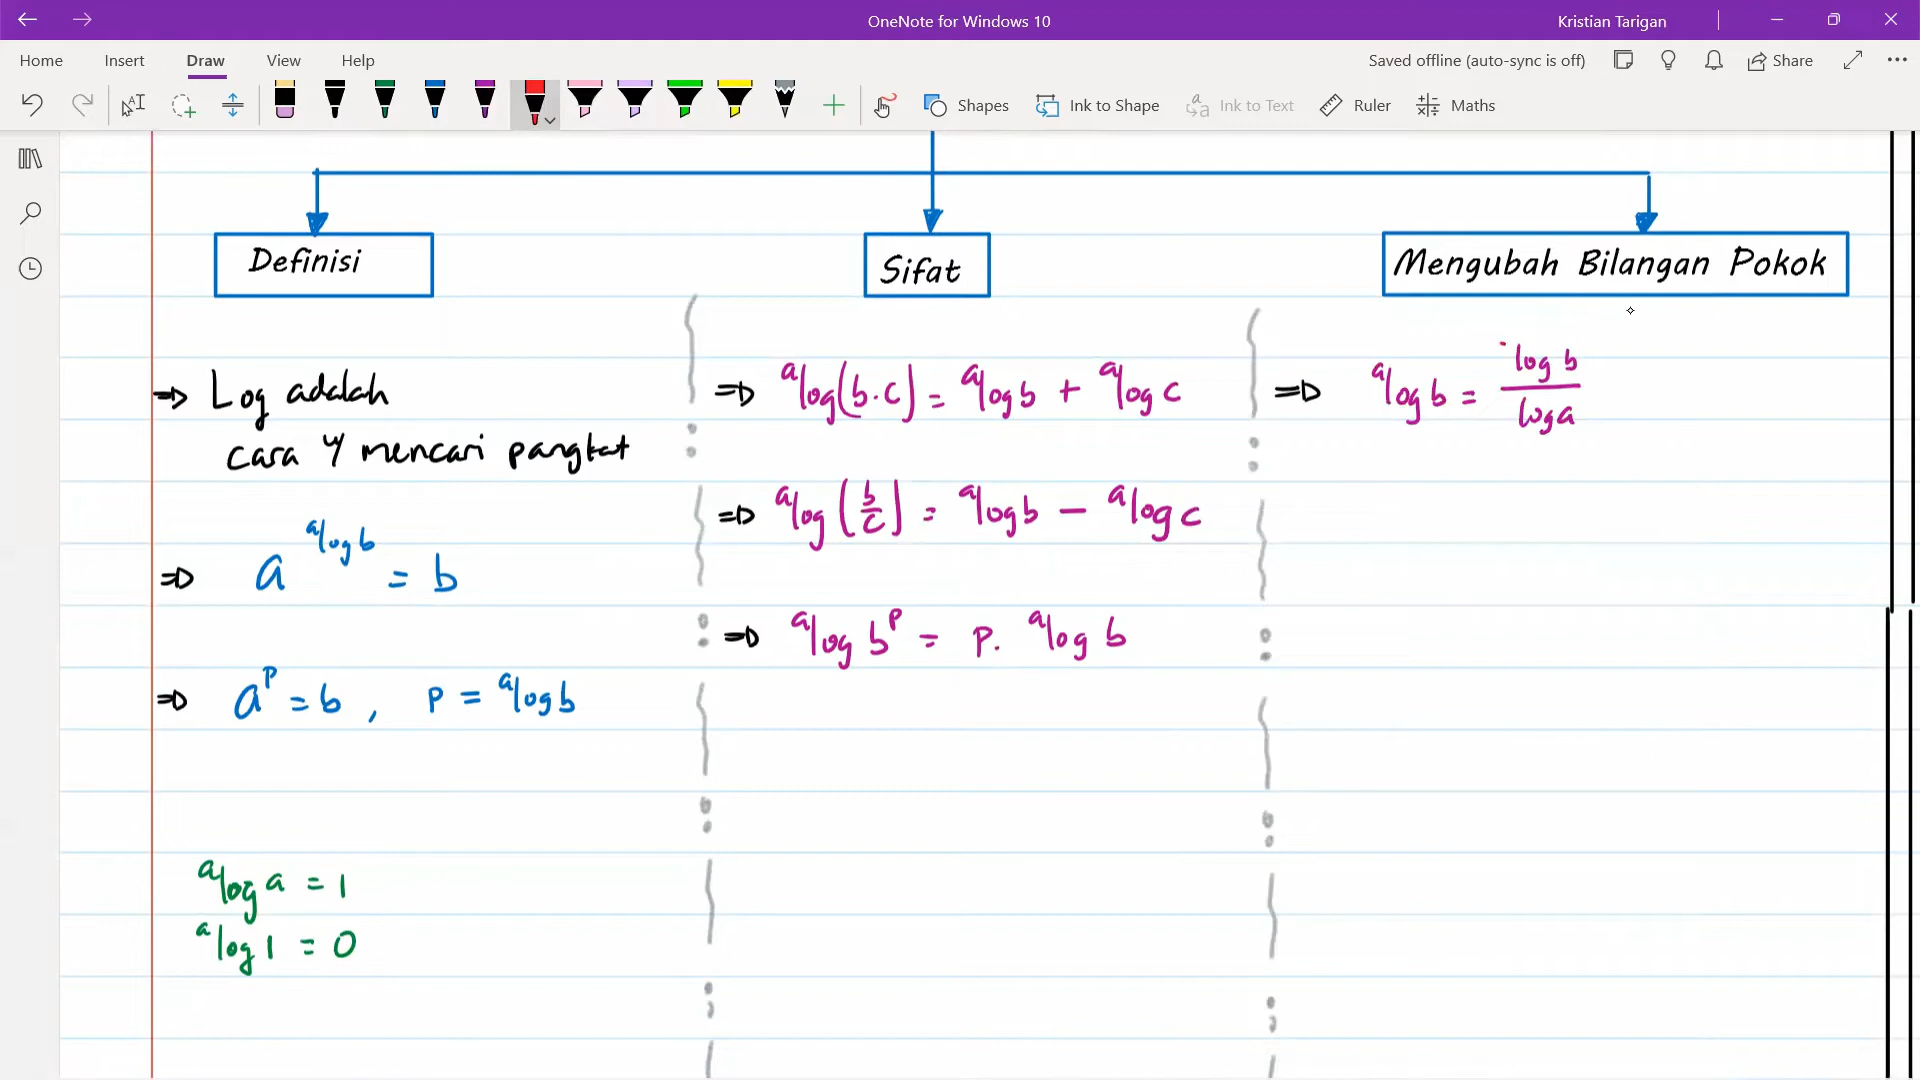 OneNote for Windows 10
Kristian Tarigan
Home Insert Draw View Help
Saved offline (auto-sync is off) Share
Shapes Ink to Shape Ink to Text Ruler Maths
Definisi
⇒ Log adalah
cara mencari pangkat
⇒ a^(ᵃlog b) = b
⇒ a^p = b , p = ᵃlog b
ᵃlog a = 1
ᵃlog 1 = 0
Sifat
⇒ ᵃlog(b·c) = ᵃlog b + ᵃlog c
⇒ ᵃlog(b/c) = ᵃlog b − ᵃlog c
⇒ ᵃlog b^p = p. ᵃlog b
Mengubah Bilangan Pokok
⇒ ᵃlog b = log b / log a